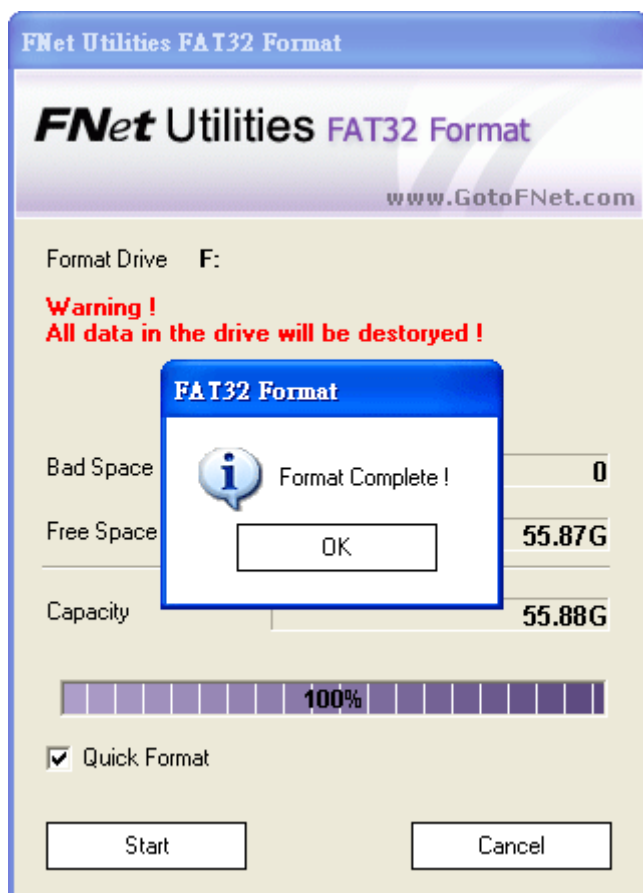 FNet Utilities FAT32 Format
FNet Utilities FAT32 Format
www.GotoFNet.com
Format Drive F:
Warning !
All data in the drive will be destoryed !
FAT32 Format
Format Complete !
OK
Bad Space 0
Free Space 55.87G
Capacity 55.88G
100%
Quick Format
Start Cancel